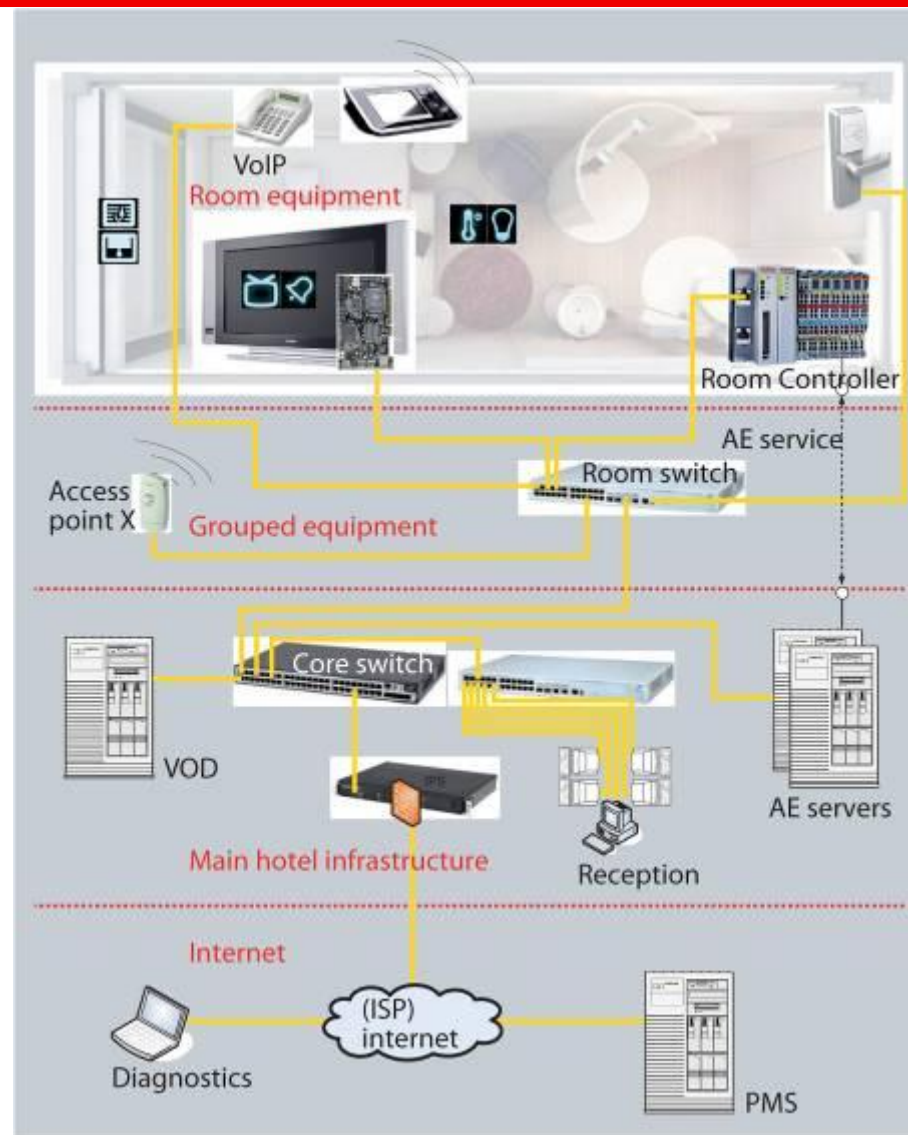 VoIP
Room equipment
Room Controller
AE service
Room switch
Access
point X
Grouped equipment
Core switch
VOD
AE servers
Main hotel infrastructure
Reception
Internet
(ISP)
internet
Diagnostics
PMS